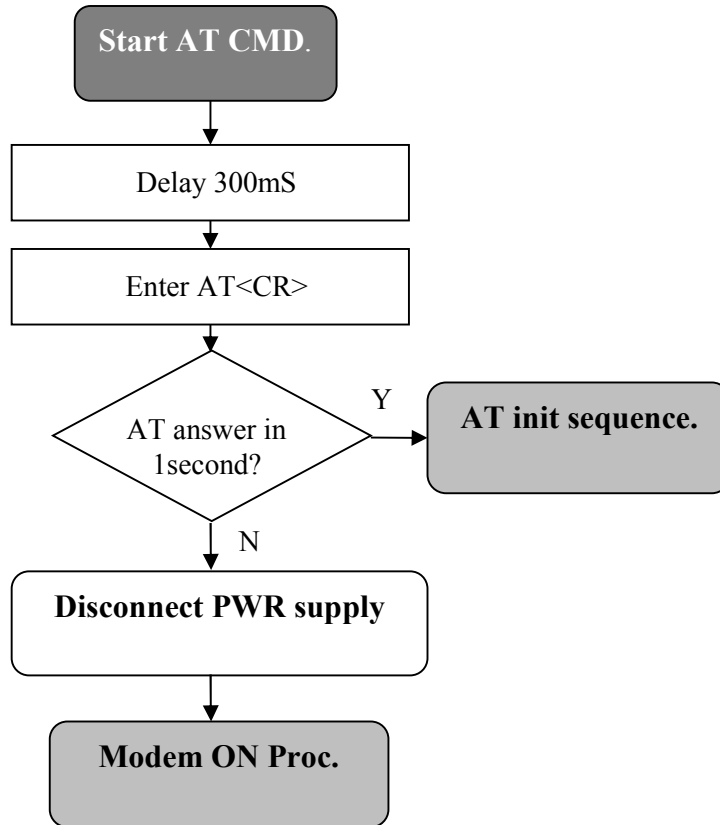 Start AT CMD.
Delay 300mS
Enter AT<CR>
AT answer in
1second?
Y
AT init sequence.
N
Disconnect PWR supply
Modem ON Proc.